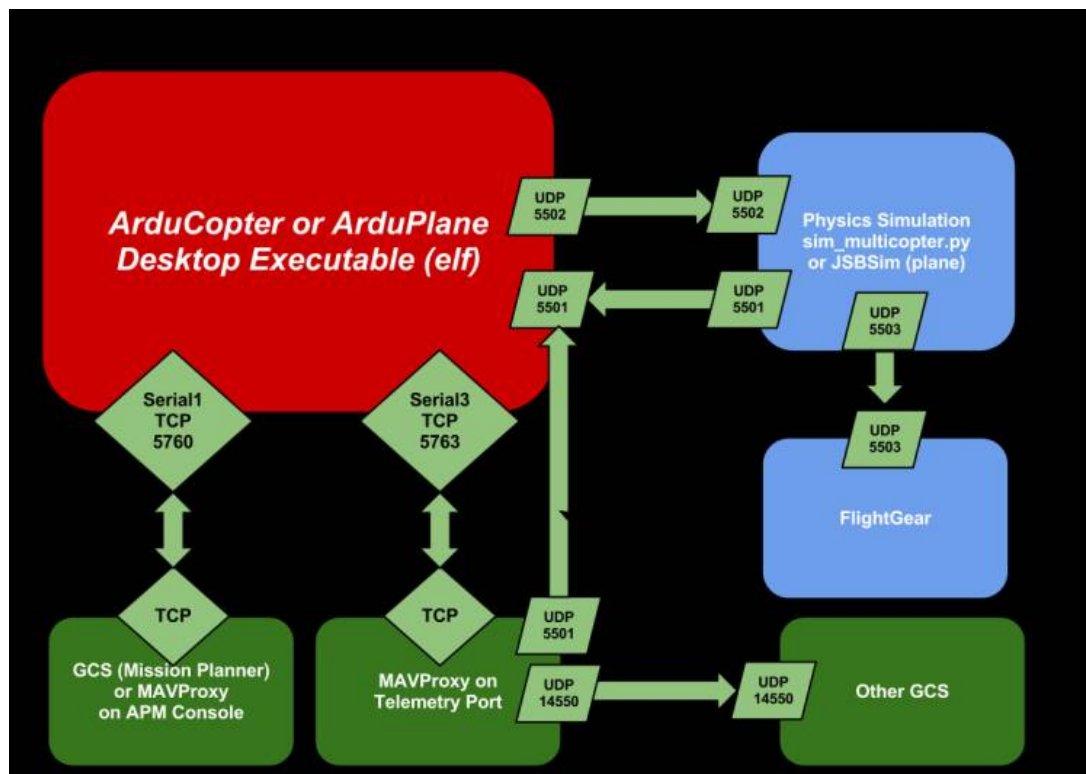 ArduCopter or ArduPlane
Desktop Executable (elf)
UDP
5502
UDP
5502
Physics Simulation
sim_multicopter.py
or JSBSim (plane)
UDP
5501
UDP
5501
UDP
5503
Serial1
TCP
5760
Serial3
TCP
5763
UDP
5503
FlightGear
TCP
TCP
UDP
5501
GCS (Mission Planner)
or MAVProxy
on APM Console
MAVProxy on
Telemetry Port
UDP
14550
UDP
14550
Other GCS